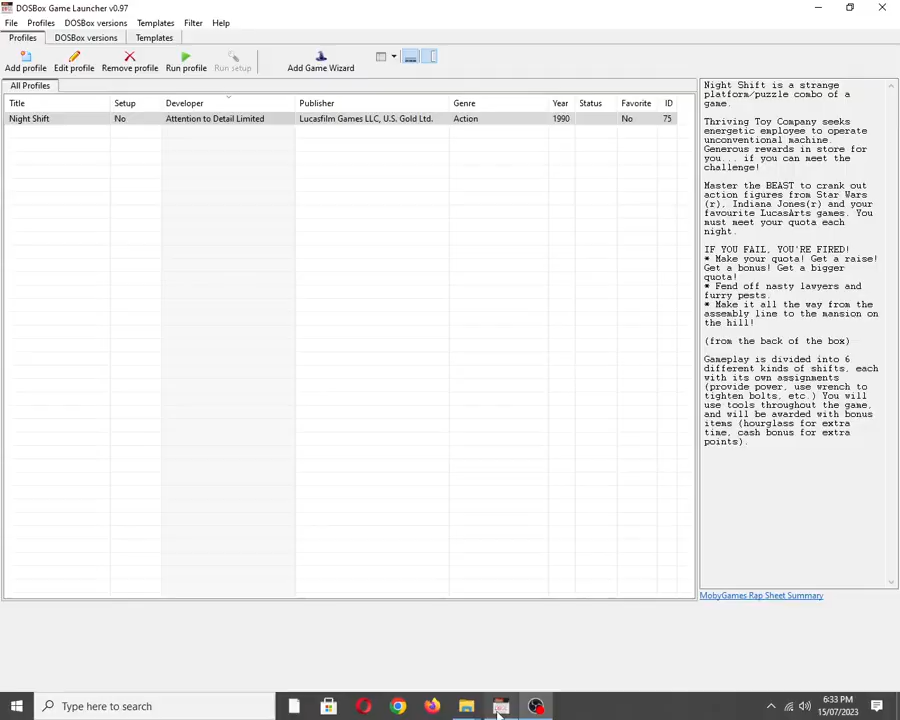 DOSBox Game Launcher v0.97
File Profiles DOSBox versions Templates Filter Help
Profiles DOSBox versions Templates
Add profile Edit profile Remove profile Run profile Run setup Add Game Wizard
All Profiles
Title Setup Developer Publisher Genre Year Status Favorite ID
Night Shift No Attention to Detail Limited Lucasfilm Games LLC, U.S. Gold Ltd. Action 1990 No 75
Night Shift is a strange
platform/puzzle combo of a
game.
Thriving Toy Company seeks
energetic employee to operate
unconventional machine.
Generous rewards in store for
you... if you can meet the
challenge!
Master the BEAST to crank out
action figures from Star Wars
(r), Indiana Jones(r) and your
favourite LucasArts games. You
must meet your quota each
night.
IF YOU FAIL, YOU'RE FIRED!
* Make your quota! Get a raise!
Get a bonus! Get a bigger
quota!
* Fend off nasty lawyers and
furry pests.
* Make it all the way from the
assembly line to the mansion on
the hill!
(from the back of the box)
Gameplay is divided into 6
different kinds of shifts, each
with its own assignments
(provide power, use wrench to
tighten bolts, etc.) You will
use tools throughout the game,
and will be awarded with bonus
items (hourglass for extra
time, cash bonus for extra
points).
MobyGames Rap Sheet Summary
Type here to search
6:33 PM
15/07/2023